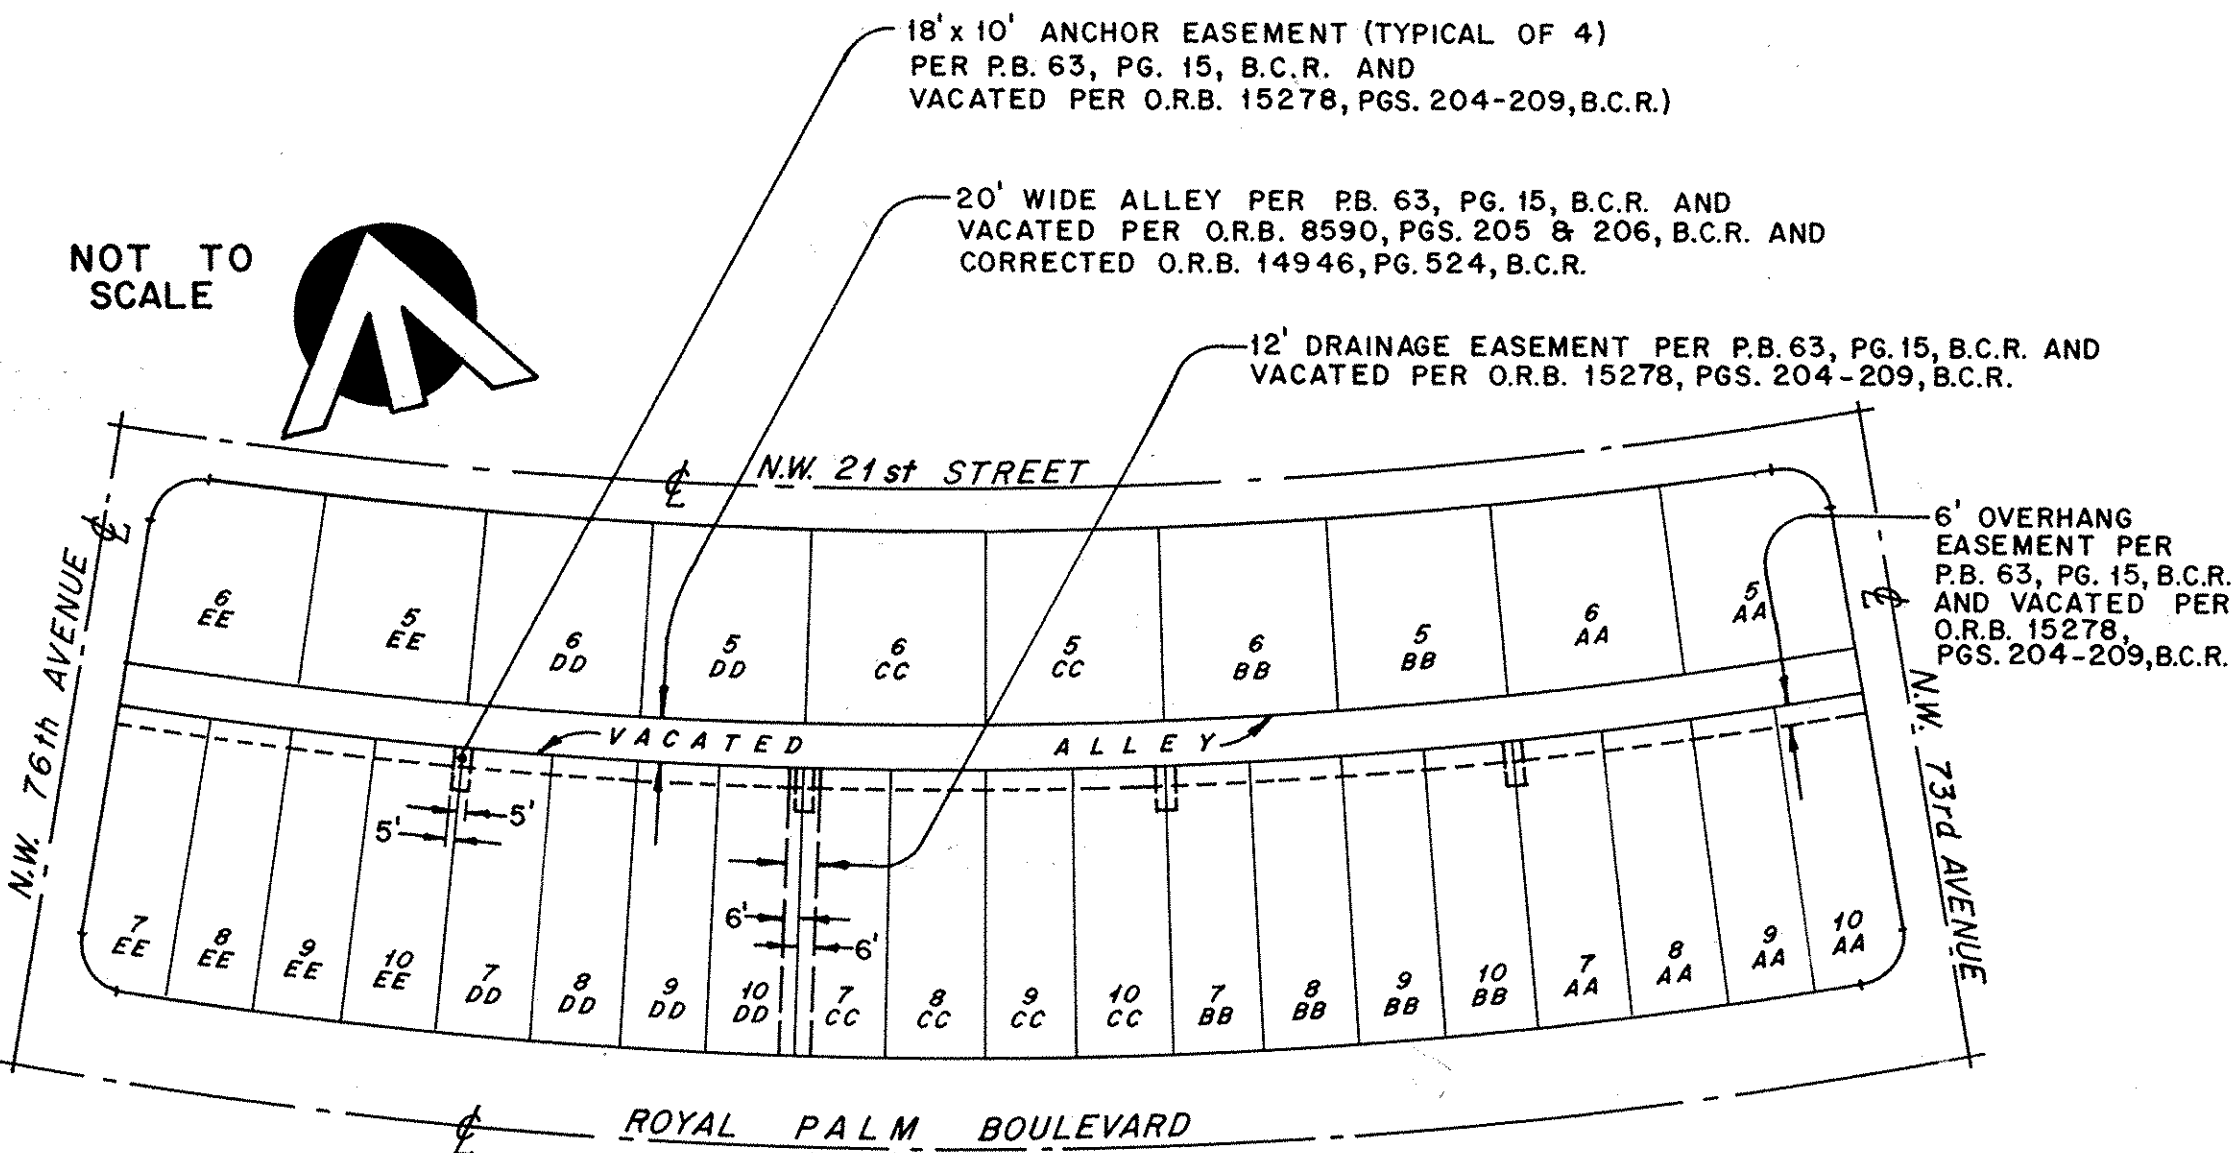 18' x 10' ANCHOR EASEMENT (TYPICAL OF 4)
PER P.B. 63, PG. 15, B.C.R. AND
VACATED PER O.R.B. 15278, PGS. 204-209, B.C.R.)
20' WIDE ALLEY PER P.B. 63, PG. 15, B.C.R. AND
VACATED PER O.R.B. 8590, PGS. 205 & 206, B.C.R. AND
CORRECTED O.R.B. 14946, PG. 524, B.C.R.
NOT TO
SCALE
12' DRAINAGE EASEMENT PER P.B. 63, PG. 15, B.C.R. AND
VACATED PER O.R.B. 15278, PGS. 204-209, B.C.R.
N.W. 21st STREET
℄
N.W. 76th AVENUE
℄
6' OVERHANG
EASEMENT PER
P.B. 63, PG. 15, B.C.R.
AND VACATED PER
O.R.B. 15278,
PGS. 204-209, B.C.R.
℄
N.W. 73rd AVENUE
6
EE
5
EE
6
DD
5
DD
6
CC
5
CC
6
BB
5
BB
6
AA
5
AA
VACATED ALLEY
5'
5'
6'
6'
7
EE
8
EE
9
EE
10
EE
7
DD
8
DD
9
DD
10
DD
7
CC
8
CC
9
CC
10
CC
7
BB
8
BB
9
BB
10
BB
7
AA
8
AA
9
AA
10
AA
℄
ROYAL PALM BOULEVARD